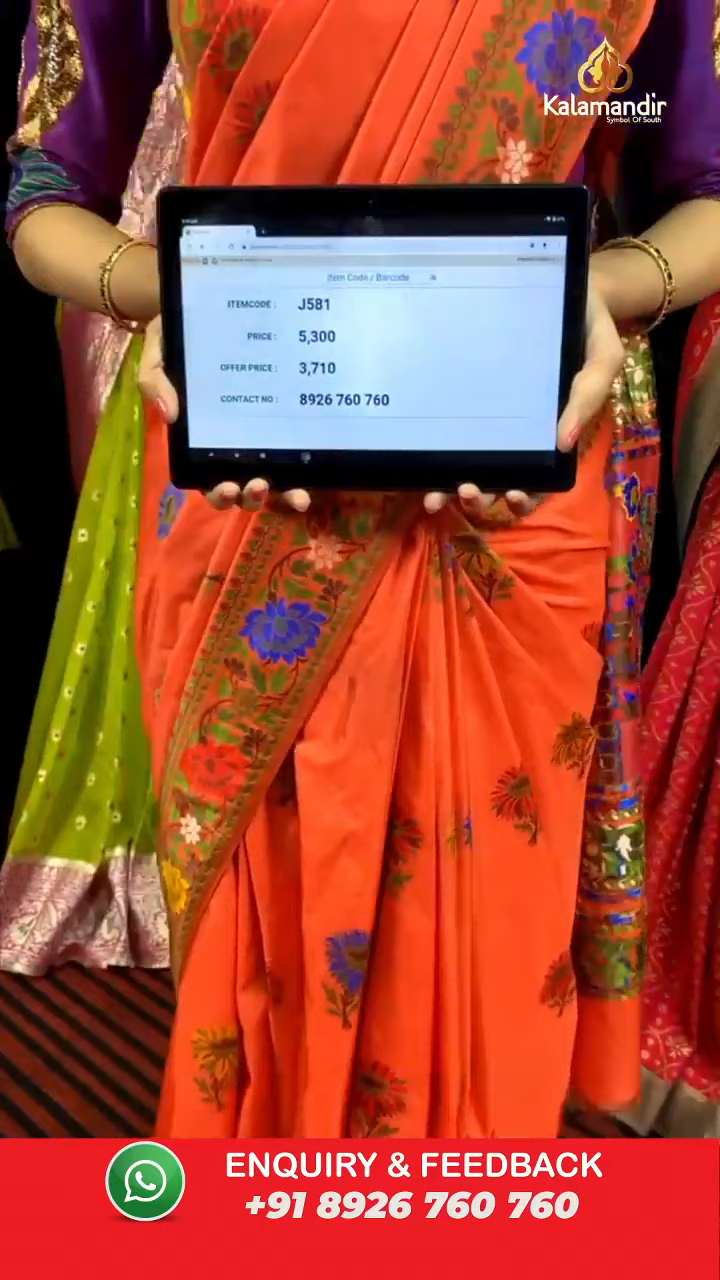 Kalamandir
Symbol Of South
Item Code / Barcode
ITEMCODE : J581
PRICE : 5,300
OFFER PRICE : 3,710
CONTACT NO : 8926 760 760
ENQUIRY & FEEDBACK
+91 8926 760 760